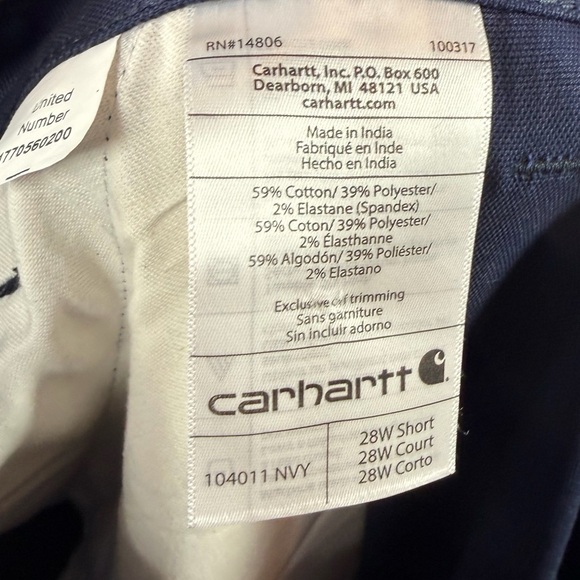 United
Number
1770560200
RN#14806 100317
Carhartt, Inc. P.O. Box 600
Dearborn, MI 48121 USA
carhartt.com
Made in India
Fabriqué en Inde
Hecho en India
59% Cotton/ 39% Polyester/
2% Elastane (Spandex)
59% Coton/ 39% Polyester/
2% Élasthanne
59% Algodón/ 39% Poliéster/
2% Elastano
Exclusive of trimming
Sans garniture
Sin incluir adorno
carhartt
104011 NVY
28W Short
28W Court
28W Corto